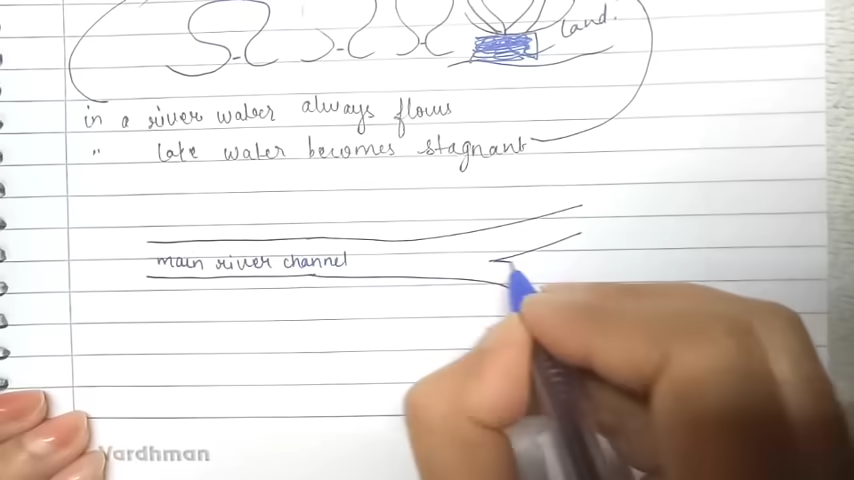 Land.
in a river water always flows
" lake water becomes stagnant
main river channel
Vardhman